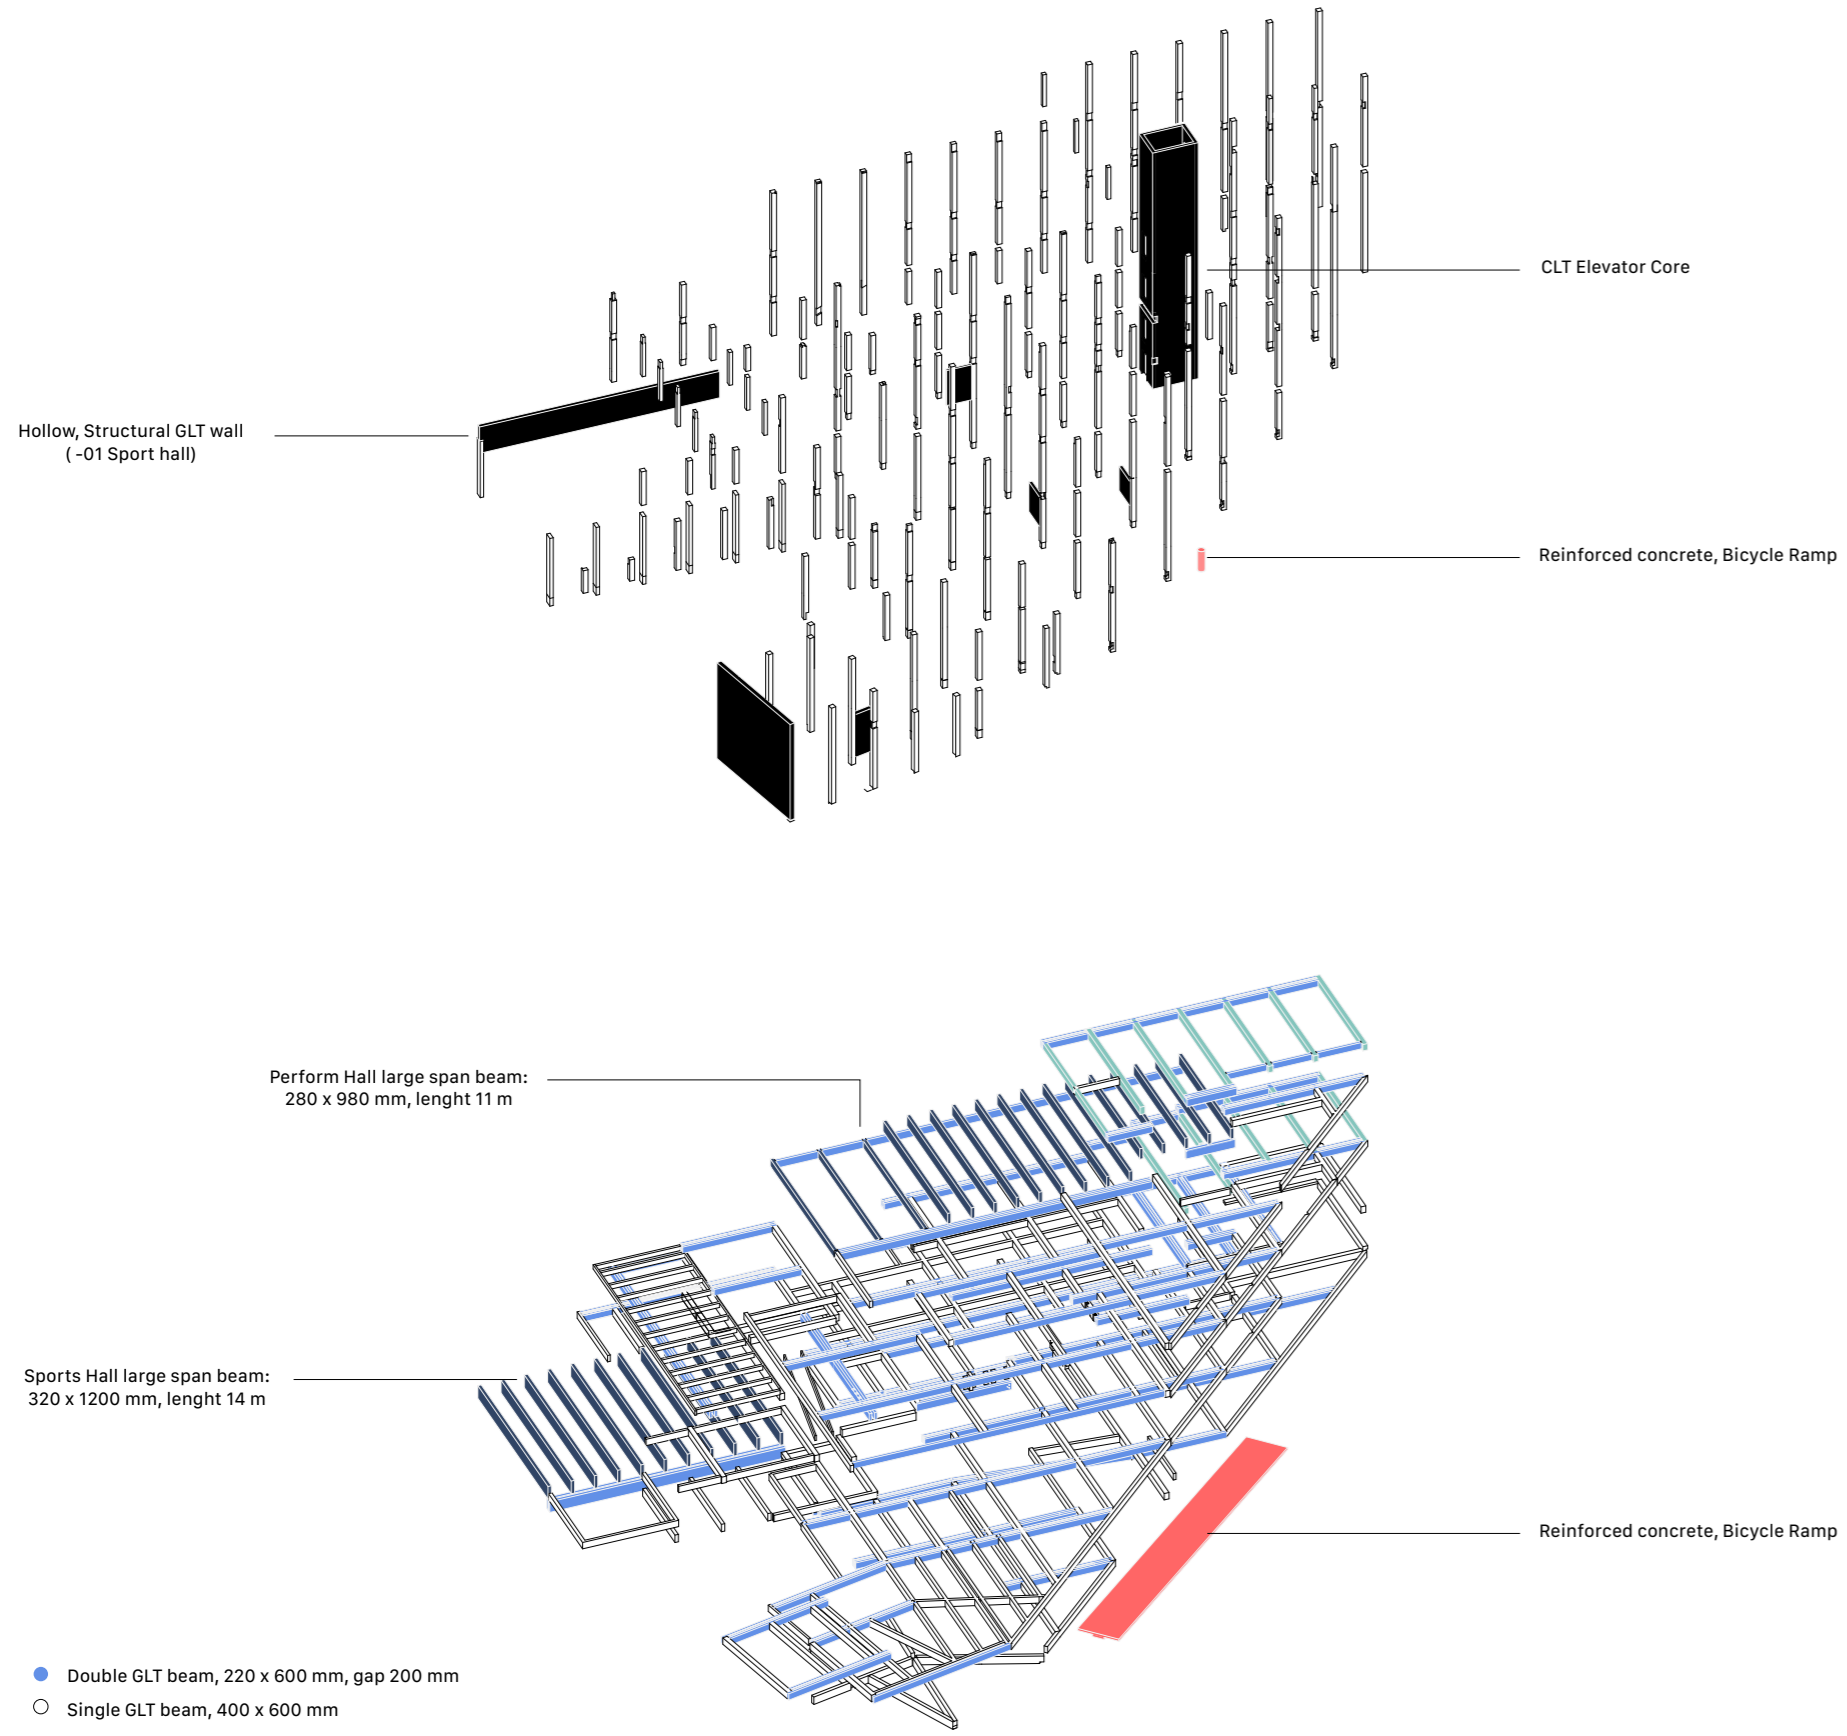 CLT Elevator Core
Hollow, Structural GLT wall
( -01 Sport hall)
Reinforced concrete, Bicycle Ramp
Perform Hall large span beam:
280 x 980 mm, lenght 11 m
Sports Hall large span beam:
320 x 1200 mm, lenght 14 m
Reinforced concrete, Bicycle Ramp
Double GLT beam, 220 x 600 mm, gap 200 mm
Single GLT beam, 400 x 600 mm